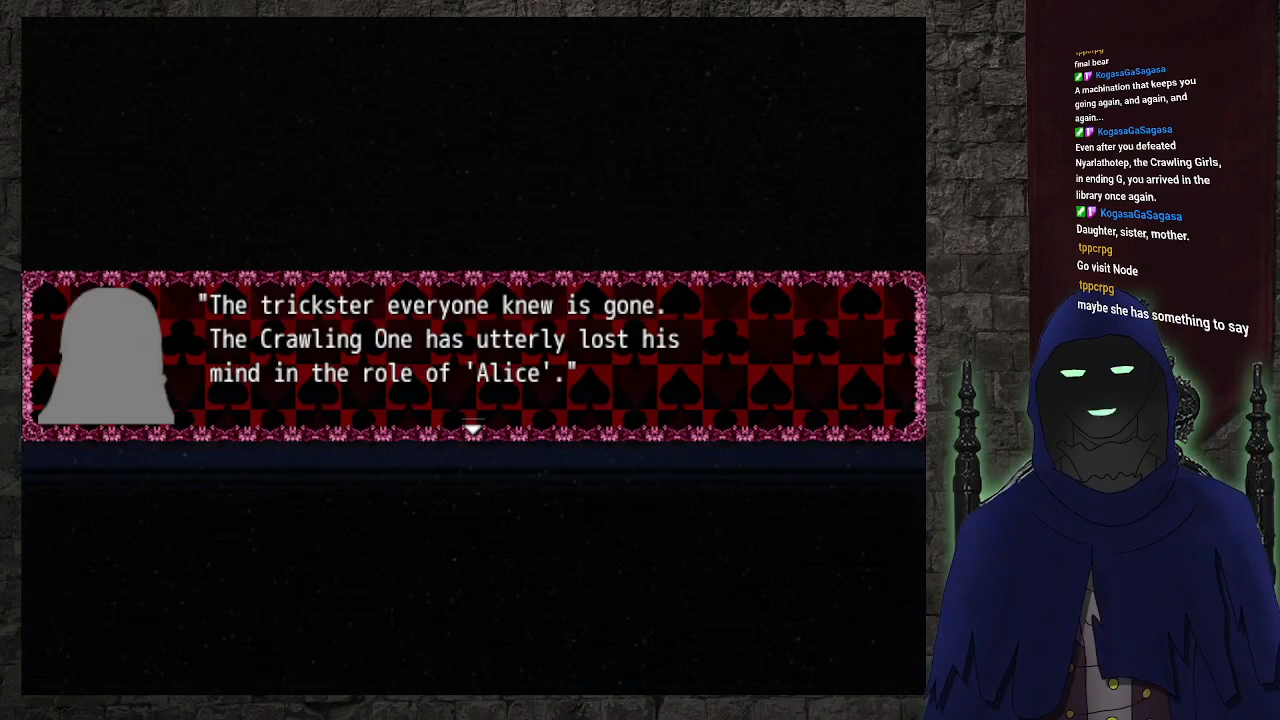 "The trickster everyone knew is gone.
The Crawling One has utterly lost his
mind in the role of 'Alice'."
tppcrpg
final bear
KogasaGaSagasa
A machination that keeps you
going again, and again, and
again...
KogasaGaSagasa
Even after you defeated
Nyarlathotep, the Crawling Girls,
in ending G, you arrived in the
library once again.
KogasaGaSagasa
Daughter, sister, mother.
tppcrpg
Go visit Node
tppcrpg
maybe she has something to say